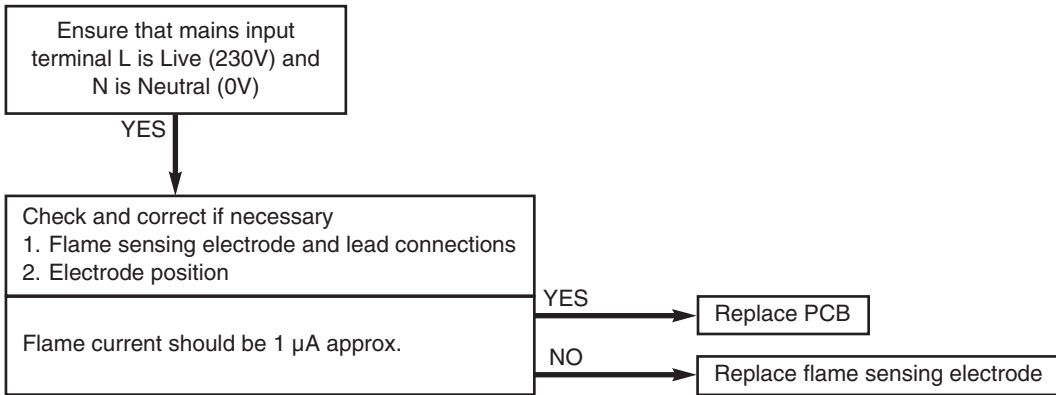 Ensure that mains input
terminal L is Live (230V) and
N is Neutral (0V)
YES
Check and correct if necessary
1. Flame sensing electrode and lead connections
2. Electrode position
YES
Replace PCB
Flame current should be 1 µA approx.
NO
Replace flame sensing electrode